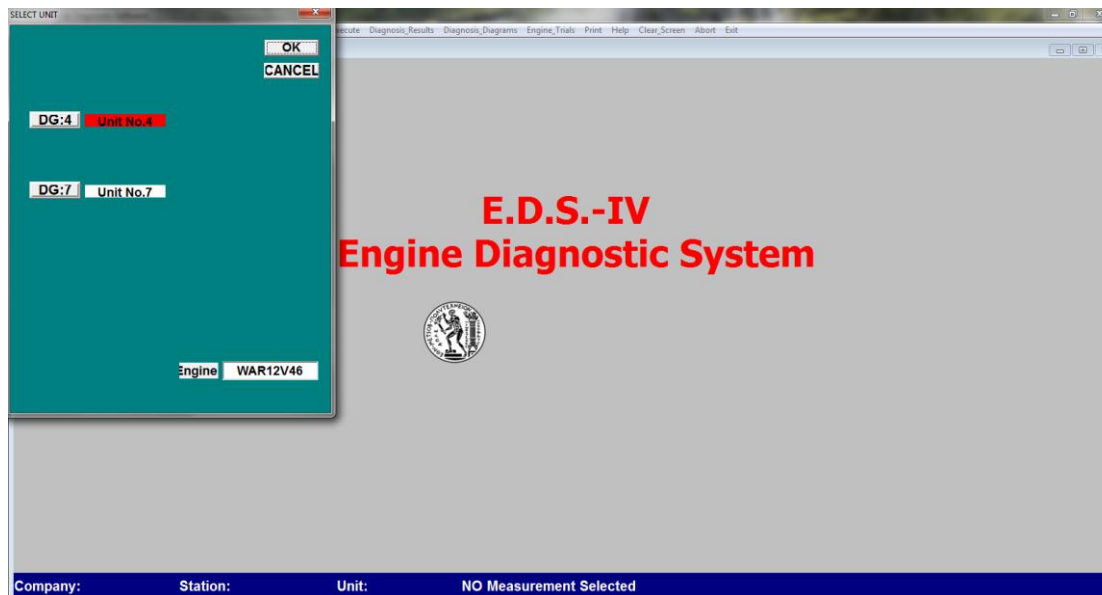 SELECT UNIT
OK
CANCEL
DG:4 Unit No.4
DG:7 Unit No.7
Engine WAR12V46
Diagnosis_Results Diagnosis_Diagrams Engine_Trials Print Help Clear_Screen Abort Exit
E.D.S.-IV
Engine Diagnostic System
Company: Station: Unit: NO Measurement Selected